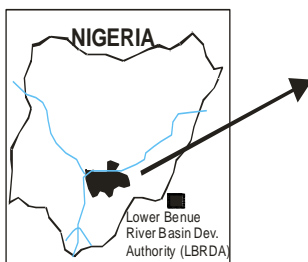 NIGERIA
Lower Benue
River Basin Dev.
Authority (LBRDA)